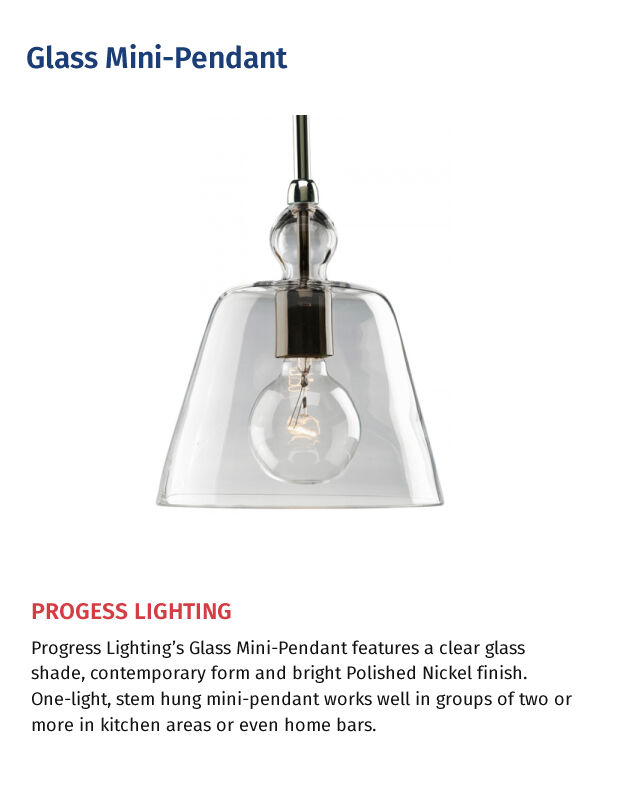 Glass Mini-Pendant
PROGESS LIGHTING
Progress Lighting’s Glass Mini-Pendant features a clear glass
shade, contemporary form and bright Polished Nickel finish.
One-light, stem hung mini-pendant works well in groups of two or
more in kitchen areas or even home bars.